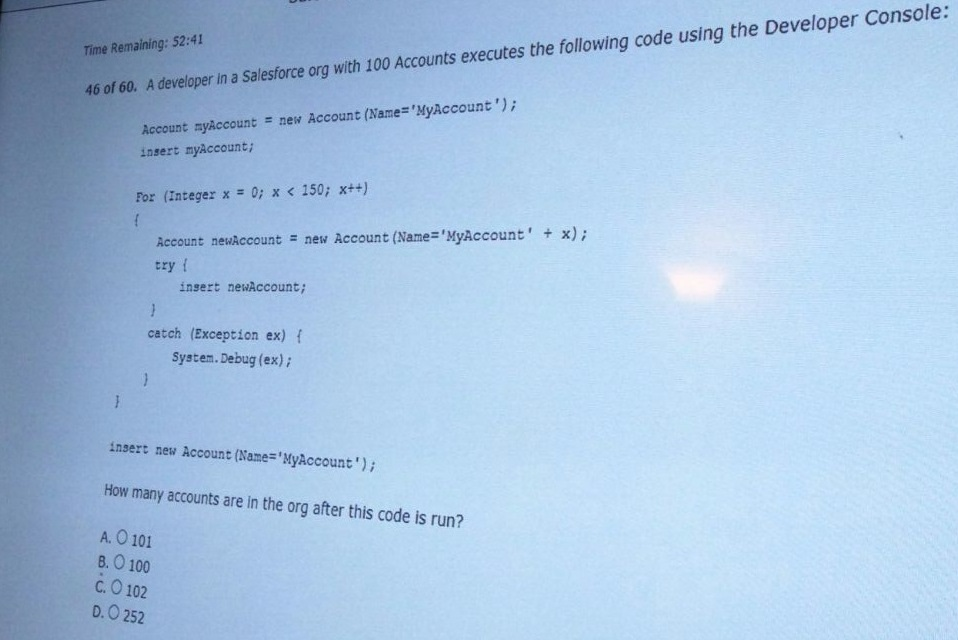 Time Remaining: 52:41
46 of 60. A developer in a Salesforce org with 100 Accounts executes the following code using the Developer Console:
Account myAccount = new Account(Name='MyAccount');
insert myAccount;
For (Integer x = 0; x < 150; x++)
{
Account newAccount = new Account(Name='MyAccount' + x);
try {
insert newAccount;
}
catch (Exception ex) {
System.Debug(ex);
}
}
insert new Account(Name='MyAccount');
How many accounts are in the org after this code is run?
A. 101
B. 100
C. 102
D. 252